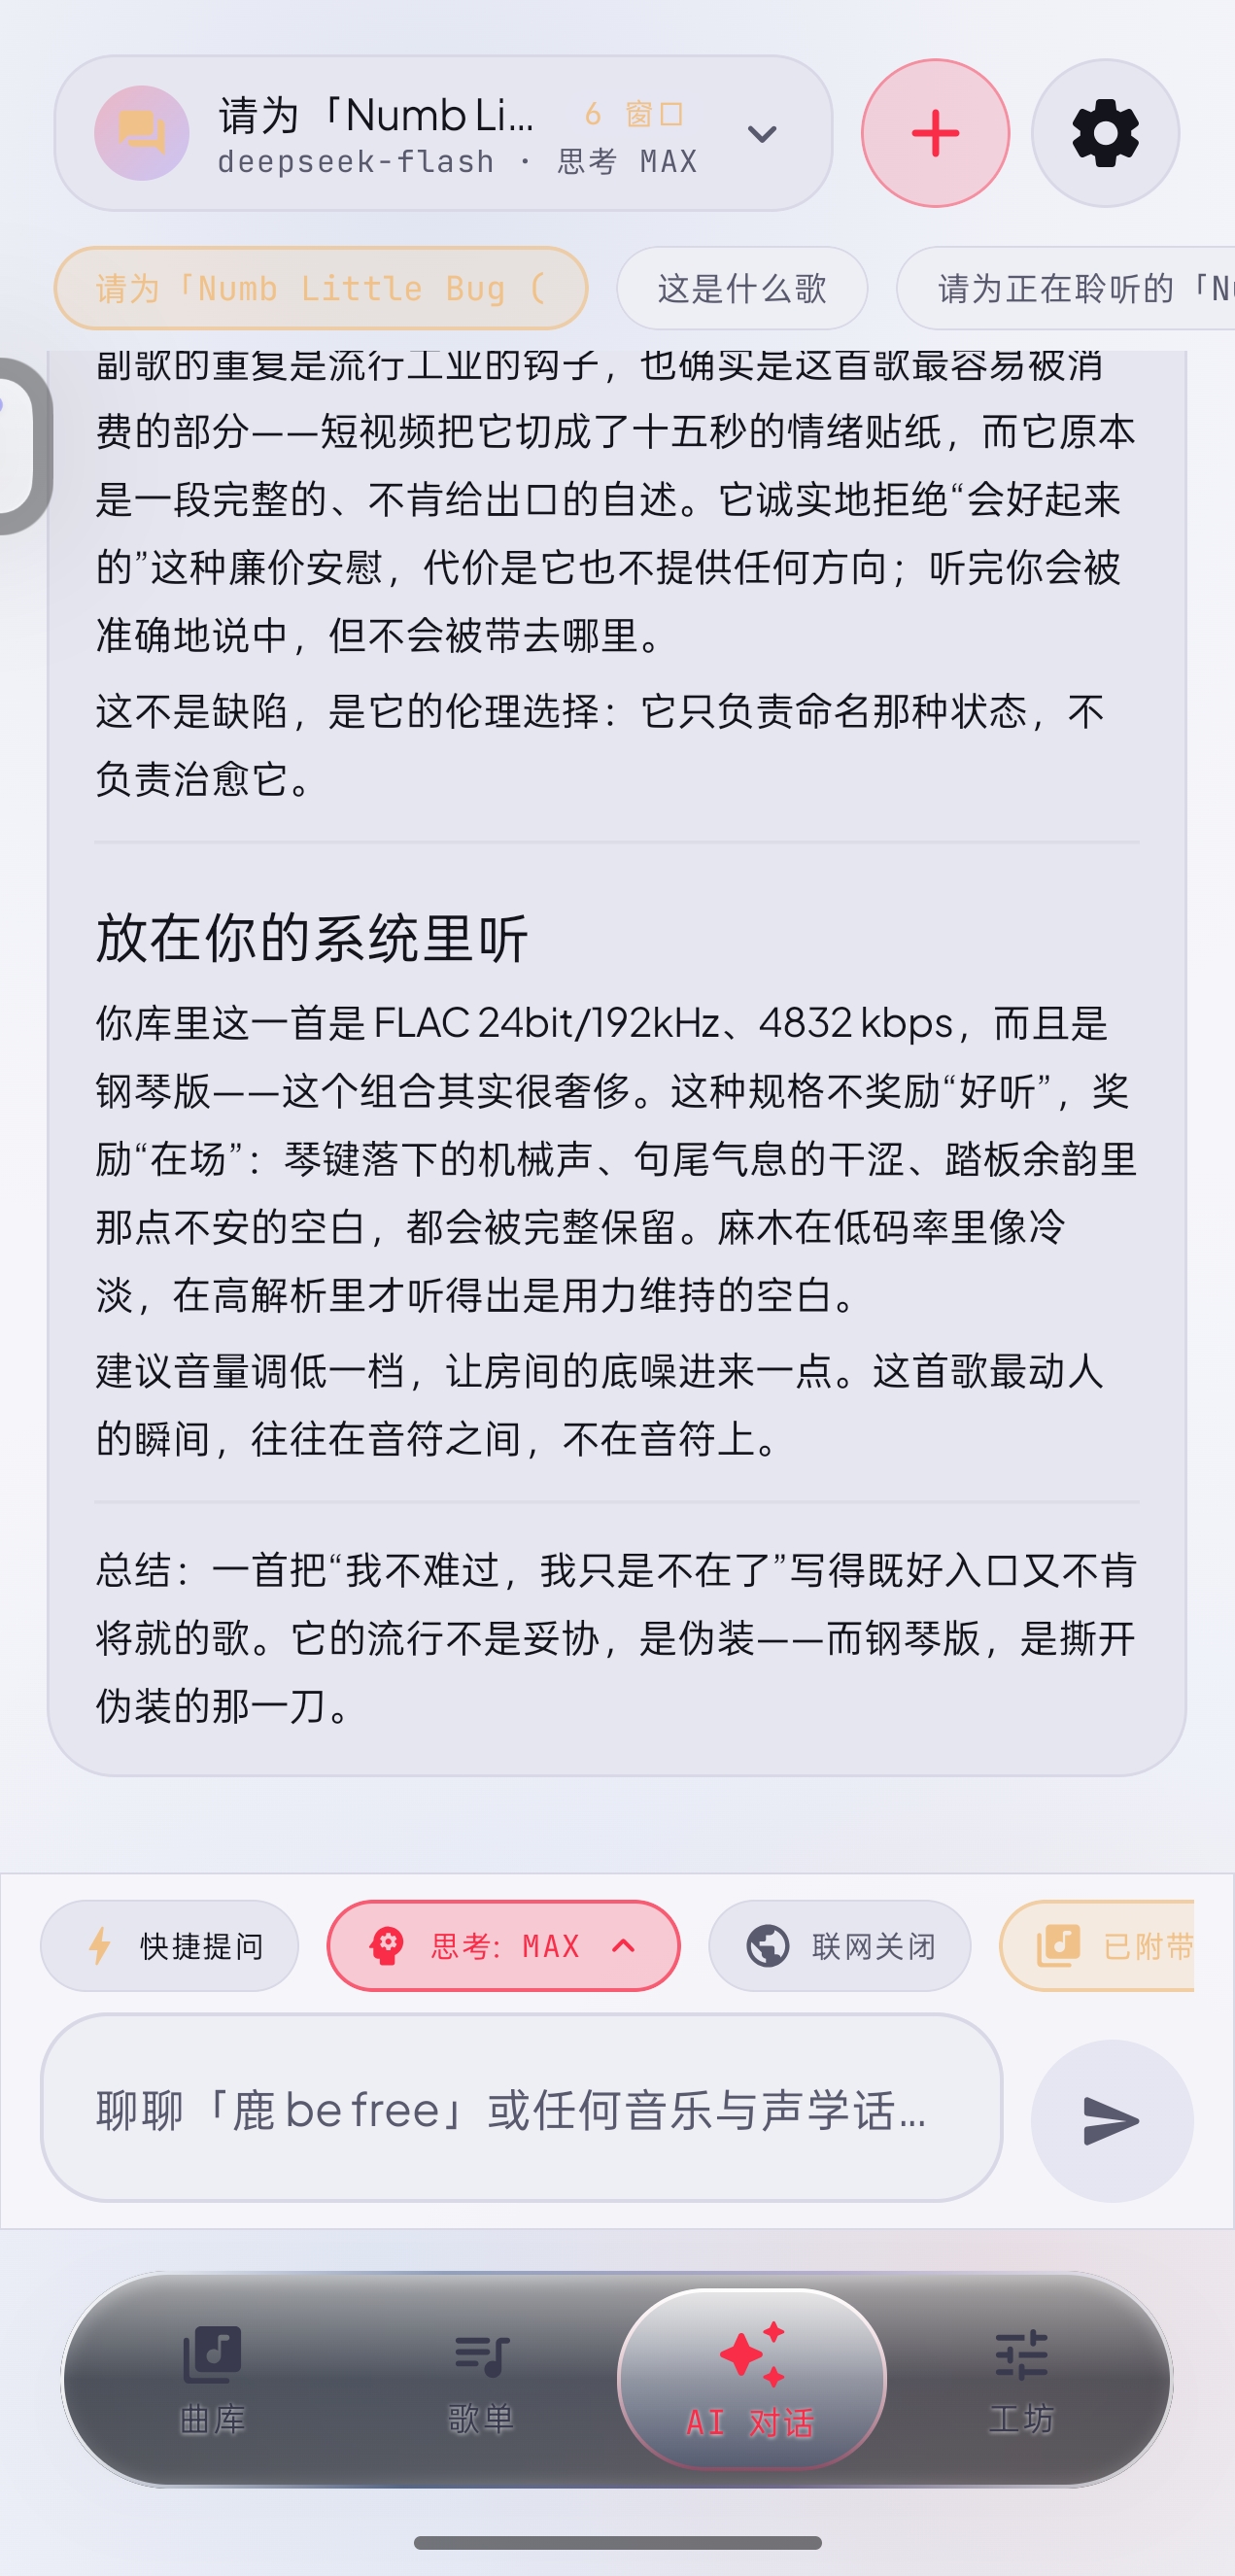 请为「Numb Li... 6 窗口
deepseek-flash · 思考 MAX
请为「Numb Little Bug (
这是什么歌
请为正在聆听的「Nu
副歌的重复是流行工业的钩子，也确实是这首歌最容易被消
费的部分——短视频把它切成了十五秒的情绪贴纸，而它原本
是一段完整的、不肯给出口的自述。它诚实地拒绝“会好起来
的”这种廉价安慰，代价是它也不提供任何方向；听完你会被
准确地说中，但不会被带去哪里。
这不是缺陷，是它的伦理选择：它只负责命名那种状态，不
负责治愈它。
放在你的系统里听
你库里这一首是 FLAC 24bit/192kHz、4832 kbps，而且是
钢琴版——这个组合其实很奢侈。这种规格不奖励“好听”，奖
励“在场”：琴键落下的机械声、句尾气息的干涩、踏板余韵里
那点不安的空白，都会被完整保留。麻木在低码率里像冷
淡，在高解析里才听得出是用力维持的空白。
建议音量调低一档，让房间的底噪进来一点。这首歌最动人
的瞬间，往往在音符之间，不在音符上。
总结：一首把“我不难过，我只是不在了”写得既好入口又不肯
将就的歌。它的流行不是妥协，是伪装——而钢琴版，是撕开
伪装的那一刀。
快捷提问
思考: MAX
联网关闭
已附带
聊聊「鹿 be free」或任何音乐与声学话...
曲库
歌单
AI 对话
工坊